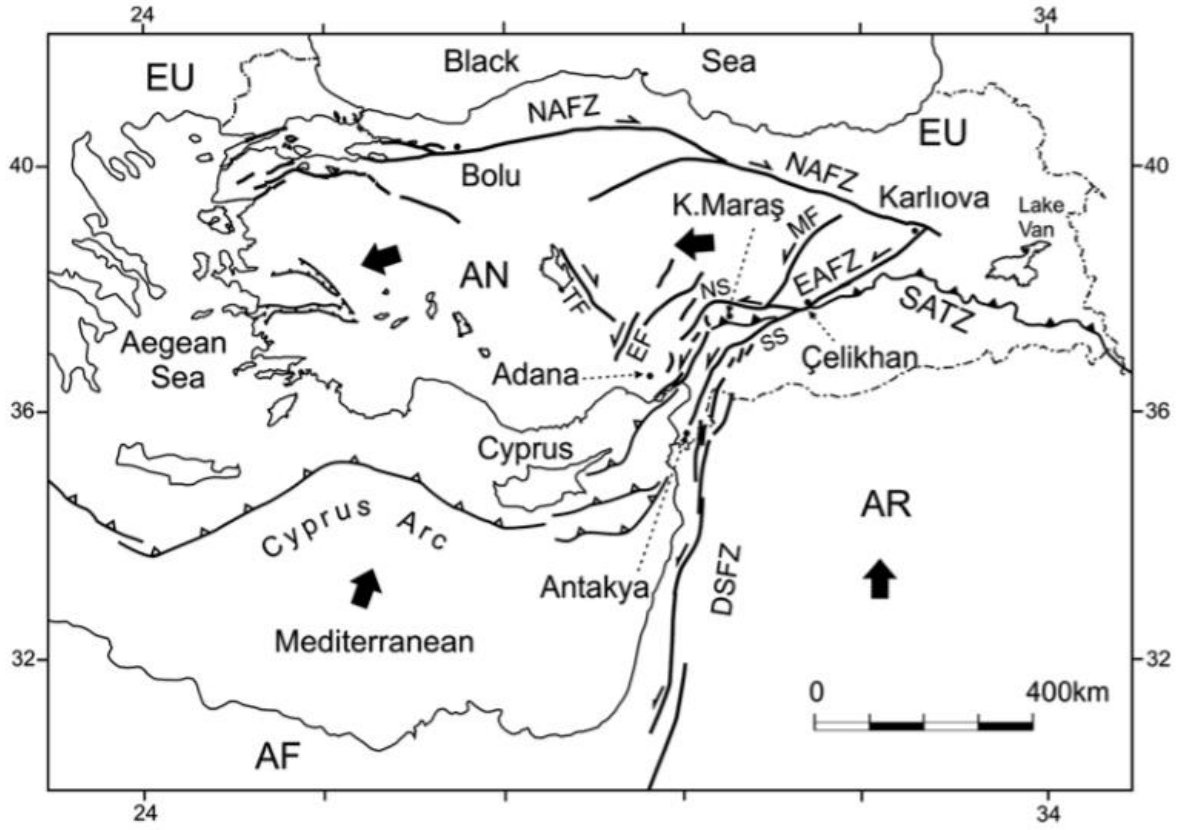 24
34
EU
Black
Sea
NAFZ
EU
40
Bolu
NAFZ
40
K.Maraş
Karlıova
Lake
Van
MF
AN
EAFZ
TF
NS
SATZ
EF
SS
Aegean
Sea
Adana
Çelikhan
36
36
Cyprus
Cyprus Arc
AR
Antakya
DSFZ
Mediterranean
32
32
0
400km
AF
24
34